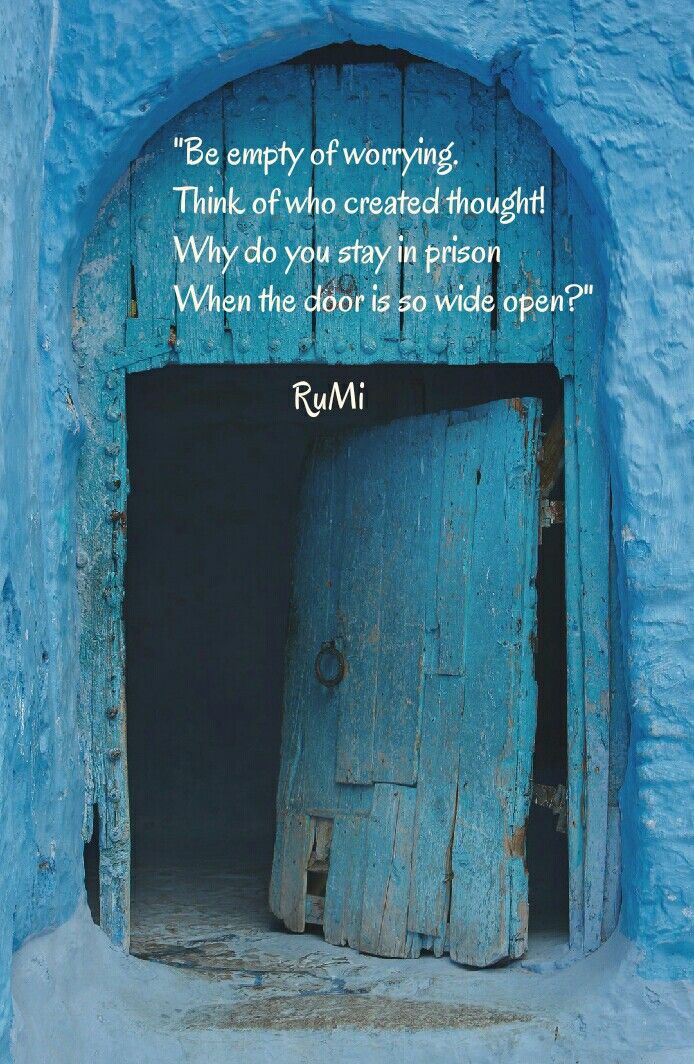 "Be empty of worrying.
Think of who created thought!
Why do you stay in prison
When the door is so wide open?"
RuMi